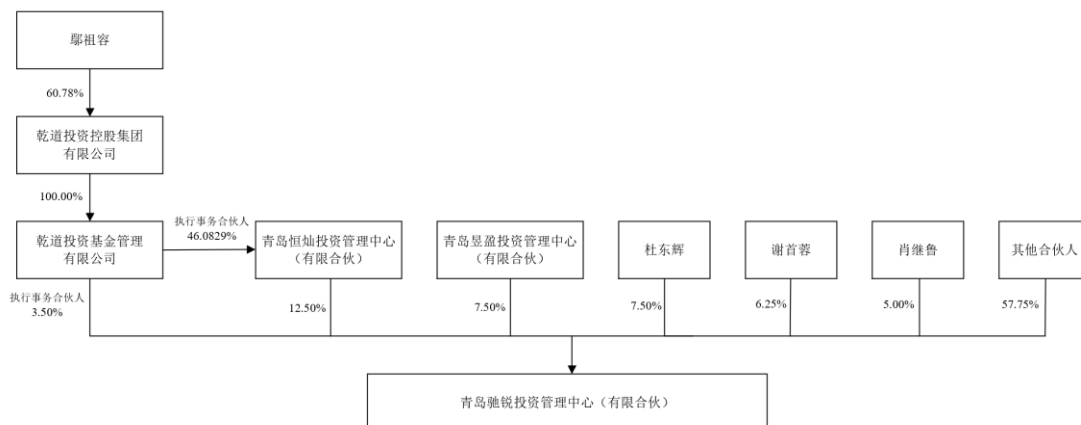 鄢祖容
60.78%
乾道投资控股集团
有限公司
100.00%
乾道投资基金管理
有限公司
执行事务合伙人
46.0829%
青岛恒灿投资管理中心
（有限合伙）
青岛昱盈投资管理中心
（有限合伙）
杜东辉
谢首蓉
肖继鲁
其他合伙人
执行事务合伙人
3.50%
12.50%
7.50%
7.50%
6.25%
5.00%
57.75%
青岛驰锐投资管理中心（有限合伙）